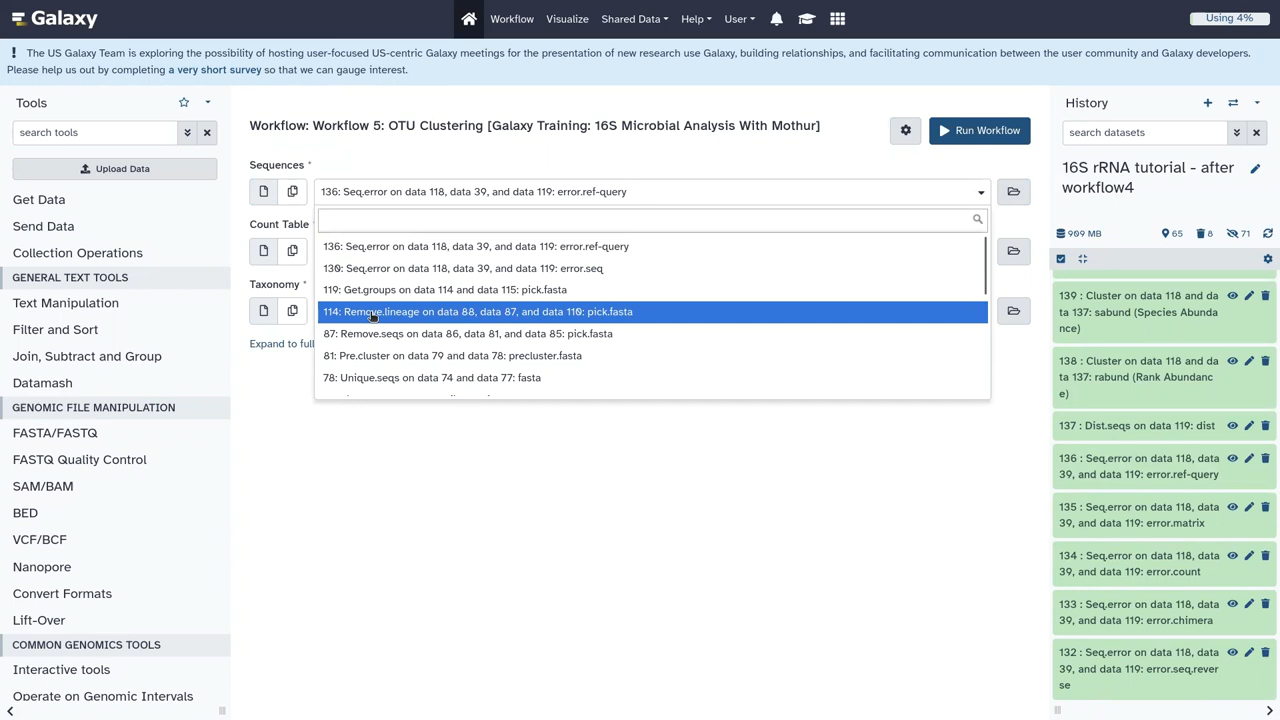 Galaxy
Workflow Visualize Shared Data Help User
Using 4%
! The US Galaxy Team is exploring the possibility of hosting user-focused US-centric Galaxy meetings for the presentation of new research use Galaxy, building relationships, and facilitating communication between the user community and Galaxy developers.
Please help us out by completing a very short survey so that we can gauge interest.
Tools
search tools
Upload Data
Get Data
Send Data
Collection Operations
GENERAL TEXT TOOLS
Text Manipulation
Filter and Sort
Join, Subtract and Group
Datamash
GENOMIC FILE MANIPULATION
FASTA/FASTQ
FASTQ Quality Control
SAM/BAM
BED
VCF/BCF
Nanopore
Convert Formats
Lift-Over
COMMON GENOMICS TOOLS
Interactive tools
Operate on Genomic Intervals
Workflow: Workflow 5: OTU Clustering [Galaxy Training: 16S Microbial Analysis With Mothur]
Run Workflow
Sequences *
136: Seq.error on data 118, data 39, and data 119: error.ref-query
136: Seq.error on data 118, data 39, and data 119: error.ref-query
130: Seq.error on data 118, data 39, and data 119: error.seq
119: Get.groups on data 114 and data 115: pick.fasta
114: Remove.lineage on data 88, data 87, and data 110: pick.fasta
87: Remove.seqs on data 86, data 81, and data 85: pick.fasta
81: Pre.cluster on data 79 and data 78: precluster.fasta
78: Unique.seqs on data 74 and data 77: fasta
Count Table
Taxonomy *
Expand to full
History
search datasets
16S rRNA tutorial - after
workflow4
909 MB 65 8 71
139 : Cluster on data 118 and da
ta 137: sabund (Species Abunda
nce)
138 : Cluster on data 118 and da
ta 137: rabund (Rank Abundanc
e)
137 : Dist.seqs on data 119: dist
136 : Seq.error on data 118, data
39, and data 119: error.ref-query
135 : Seq.error on data 118, data
39, and data 119: error.matrix
134 : Seq.error on data 118, data
39, and data 119: error.count
133 : Seq.error on data 118, data
39, and data 119: error.chimera
132 : Seq.error on data 118, data
39, and data 119: error.seq.rever
se